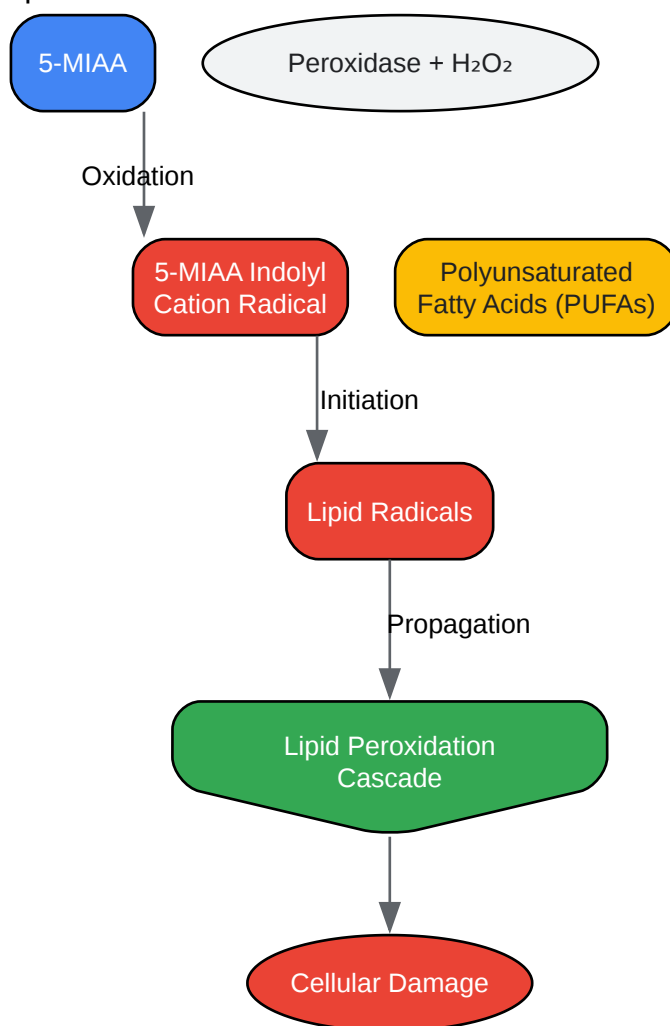 5-MIAA
Peroxidase + H₂O₂
Oxidation
5-MIAA Indolyl
Cation Radical
Polyunsaturated
Fatty Acids (PUFAs)
Initiation
Lipid Radicals
Propagation
Lipid Peroxidation
Cascade
Cellular Damage